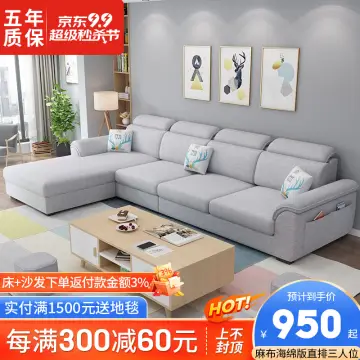 五年
质保
京东9.9
超级秒杀节
床+沙发下单返付款金额3%
实付满1500元送地毯
每满300减60元
上不
封顶
HOT!
预计到手价
¥950起
麻布海绵版直排三人位